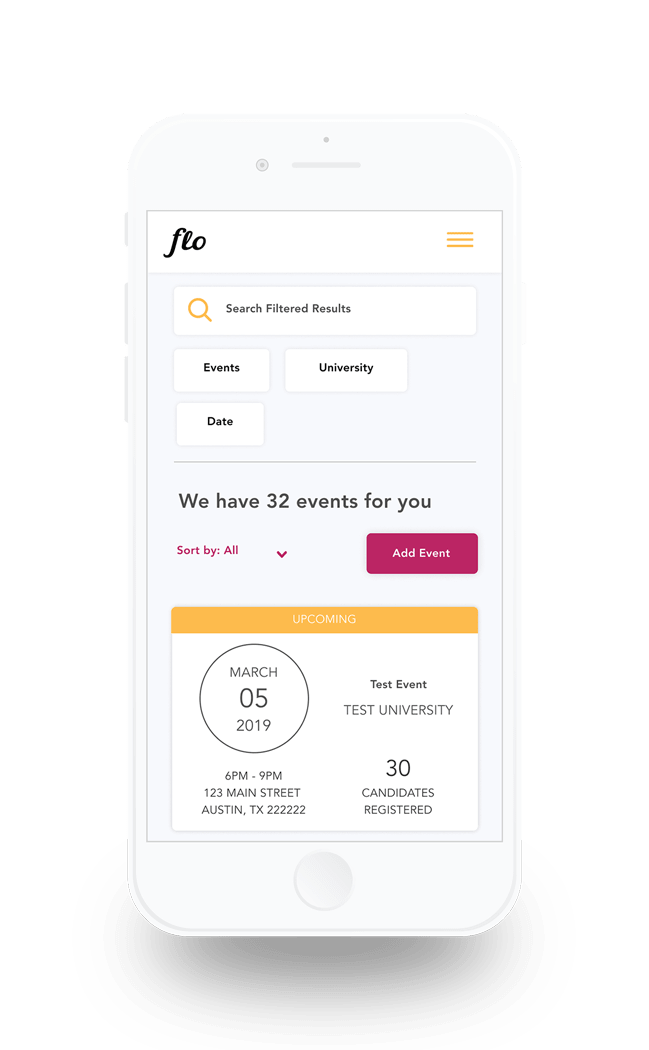 flo
Search Filtered Results
Events
University
Date
We have 32 events for you
Sort by: All
Add Event
UPCOMING
MARCH
05
2019
Test Event
TEST UNIVERSITY
6PM - 9PM
123 MAIN STREET
AUSTIN, TX 222222
30
CANDIDATES
REGISTERED